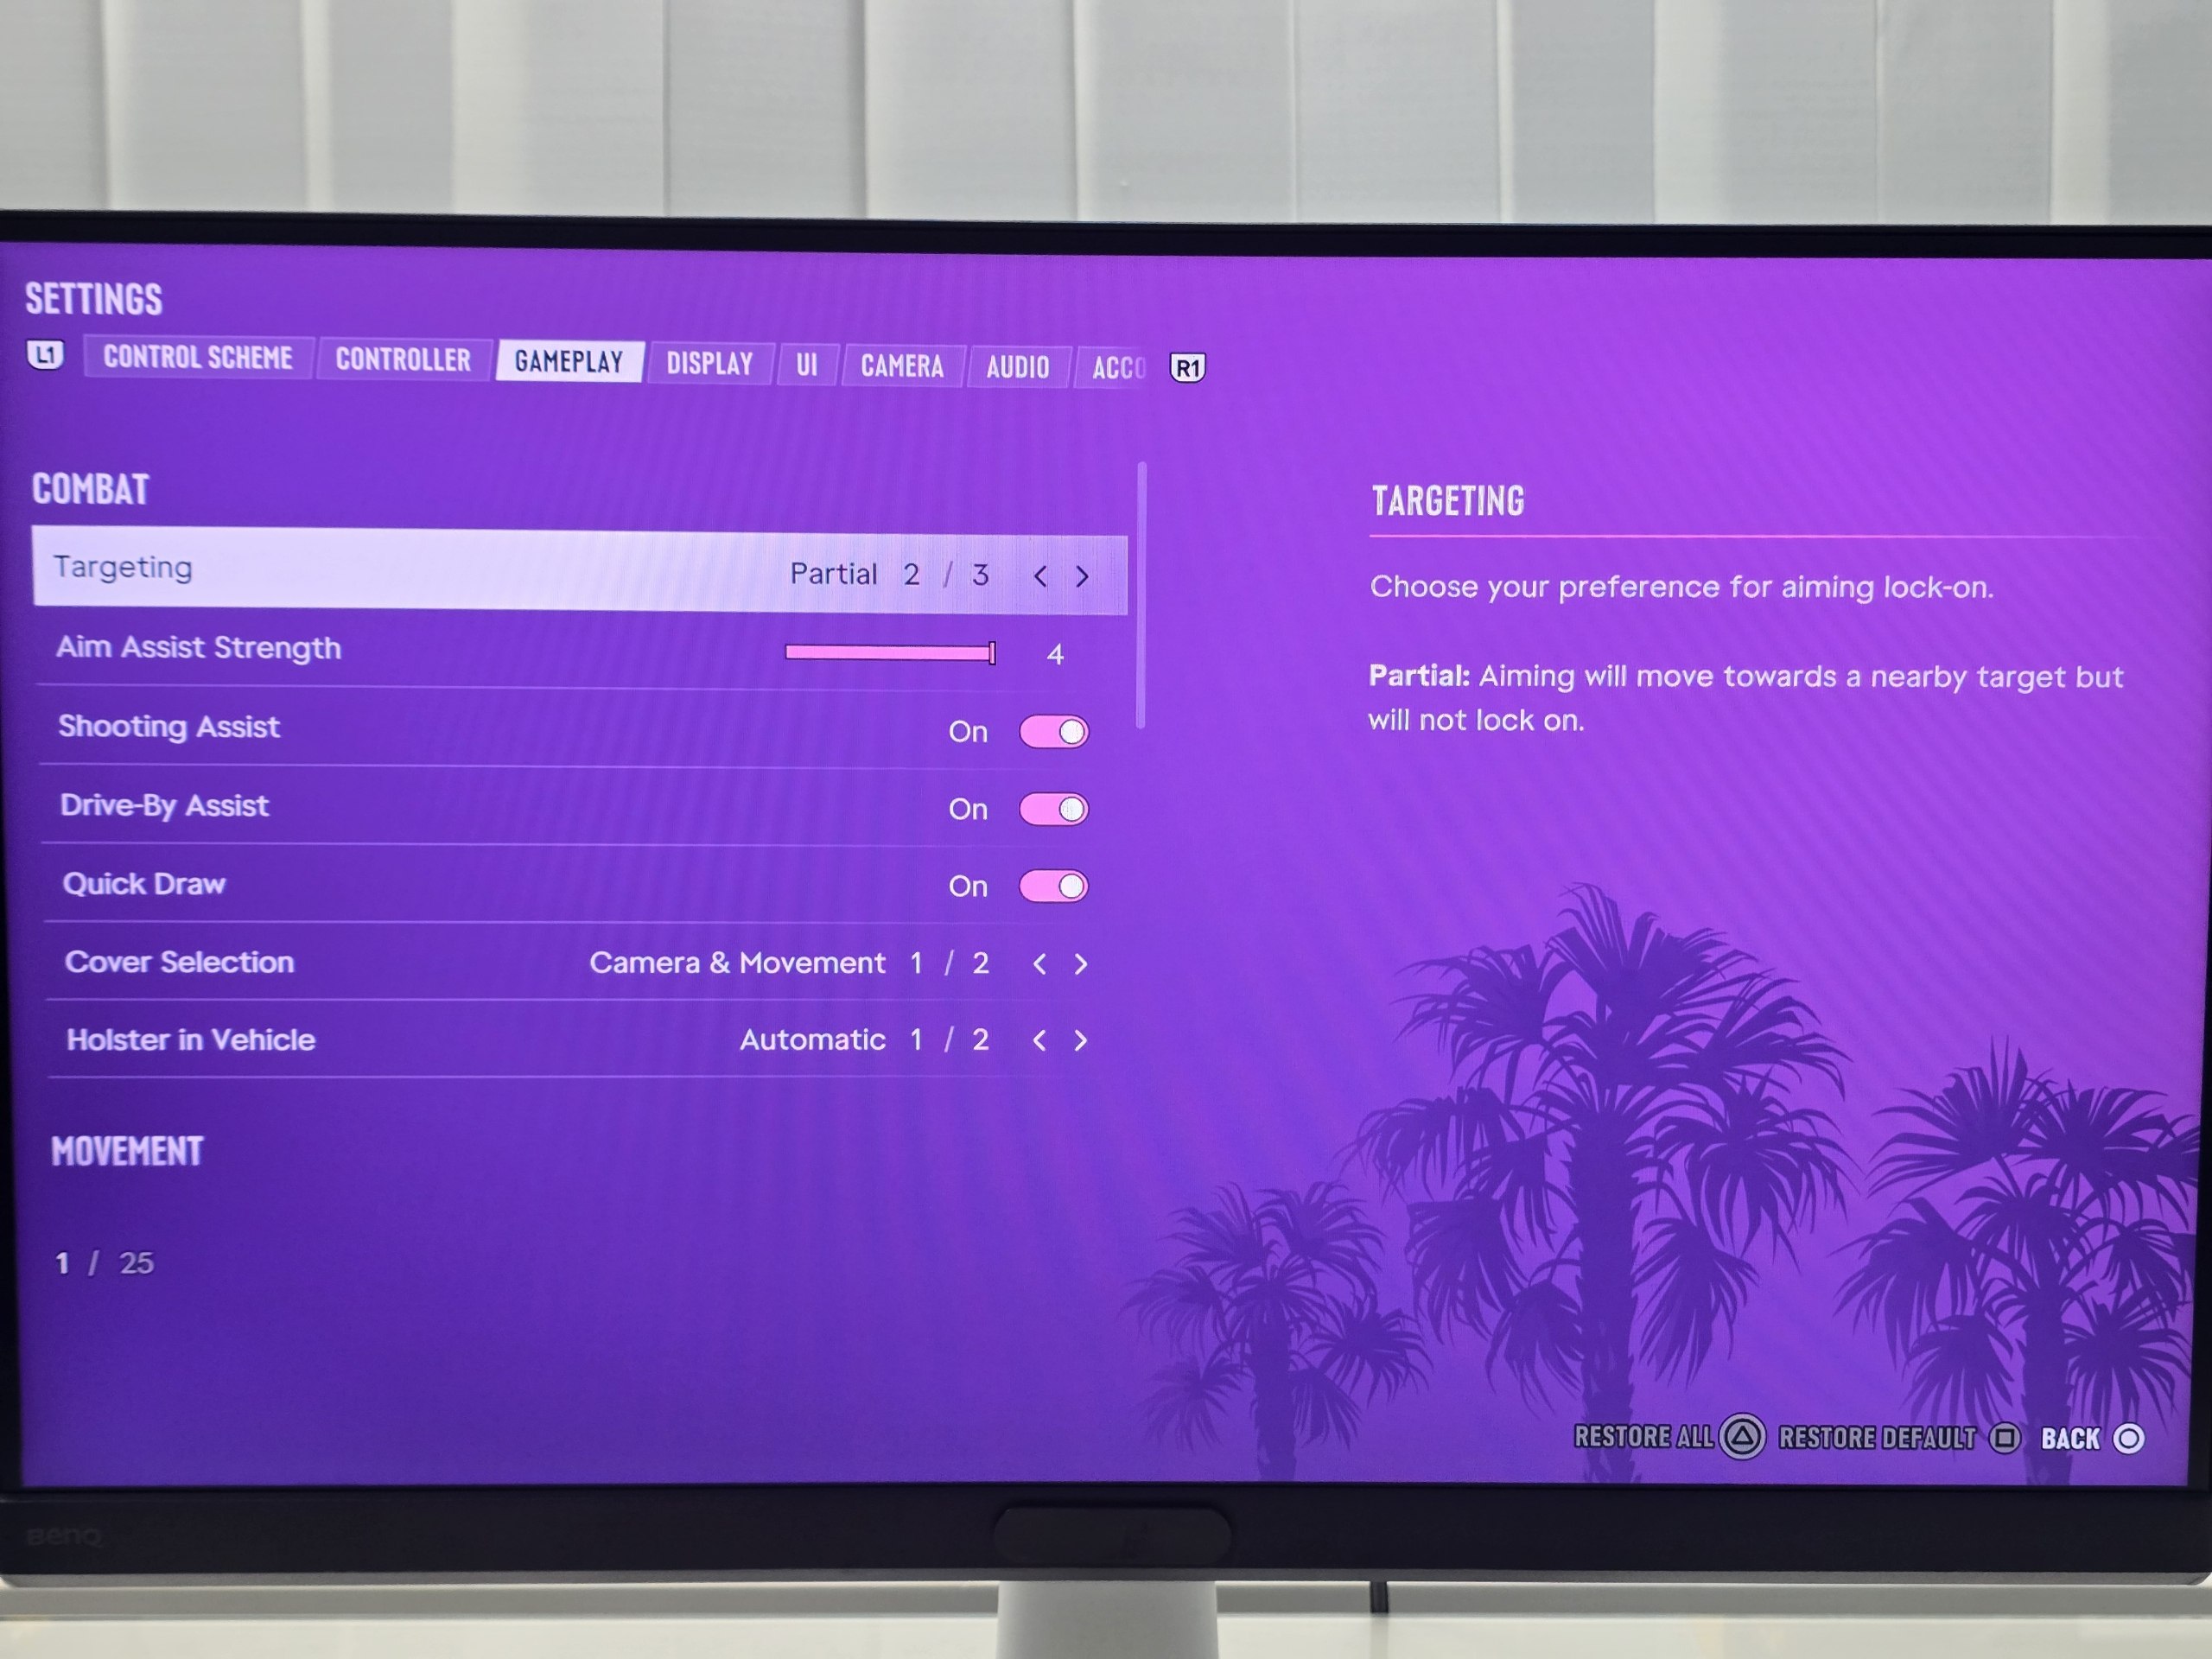 SETTINGS
L1 CONTROL SCHEME CONTROLLER GAMEPLAY DISPLAY UI CAMERA AUDIO ACCO R1
COMBAT
Targeting Partial 2 / 3 < >
Aim Assist Strength 4
Shooting Assist On
Drive-By Assist On
Quick Draw On
Cover Selection Camera & Movement 1 / 2 < >
Holster in Vehicle Automatic 1 / 2 < >
MOVEMENT
1 / 25
TARGETING
Choose your preference for aiming lock-on.
Partial: Aiming will move towards a nearby target but
will not lock on.
RESTORE ALL RESTORE DEFAULT BACK
BenQ